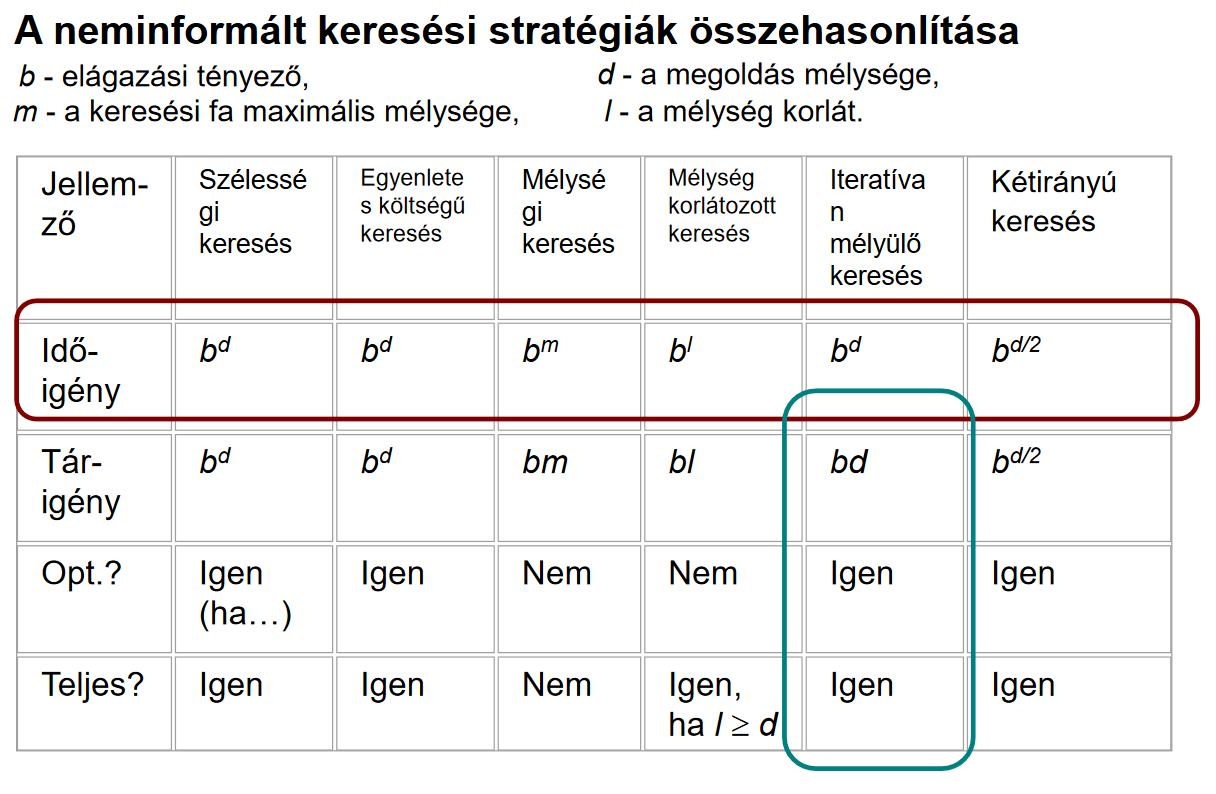 A neminformált keresési stratégiák összehasonlítása
b - elágazási tényező, d - a megoldás mélysége,
m - a keresési fa maximális mélysége, l - a mélység korlát.
Jellem-
ző
Szélessé
gi
keresés
Egyenlete
s költségű
keresés
Mélysé
gi
keresés
Mélység
korlátozott
keresés
Iteratíva
n
mélyülő
keresés
Kétirányú
keresés
Idő-
igény
b^d
b^d
b^m
b^l
b^d
b^d/2
Tár-
igény
b^d
b^d
bm
bl
bd
b^d/2
Opt.?
Igen
(ha…)
Igen
Nem
Nem
Igen
Igen
Teljes?
Igen
Igen
Nem
Igen,
ha l ≥ d
Igen
Igen